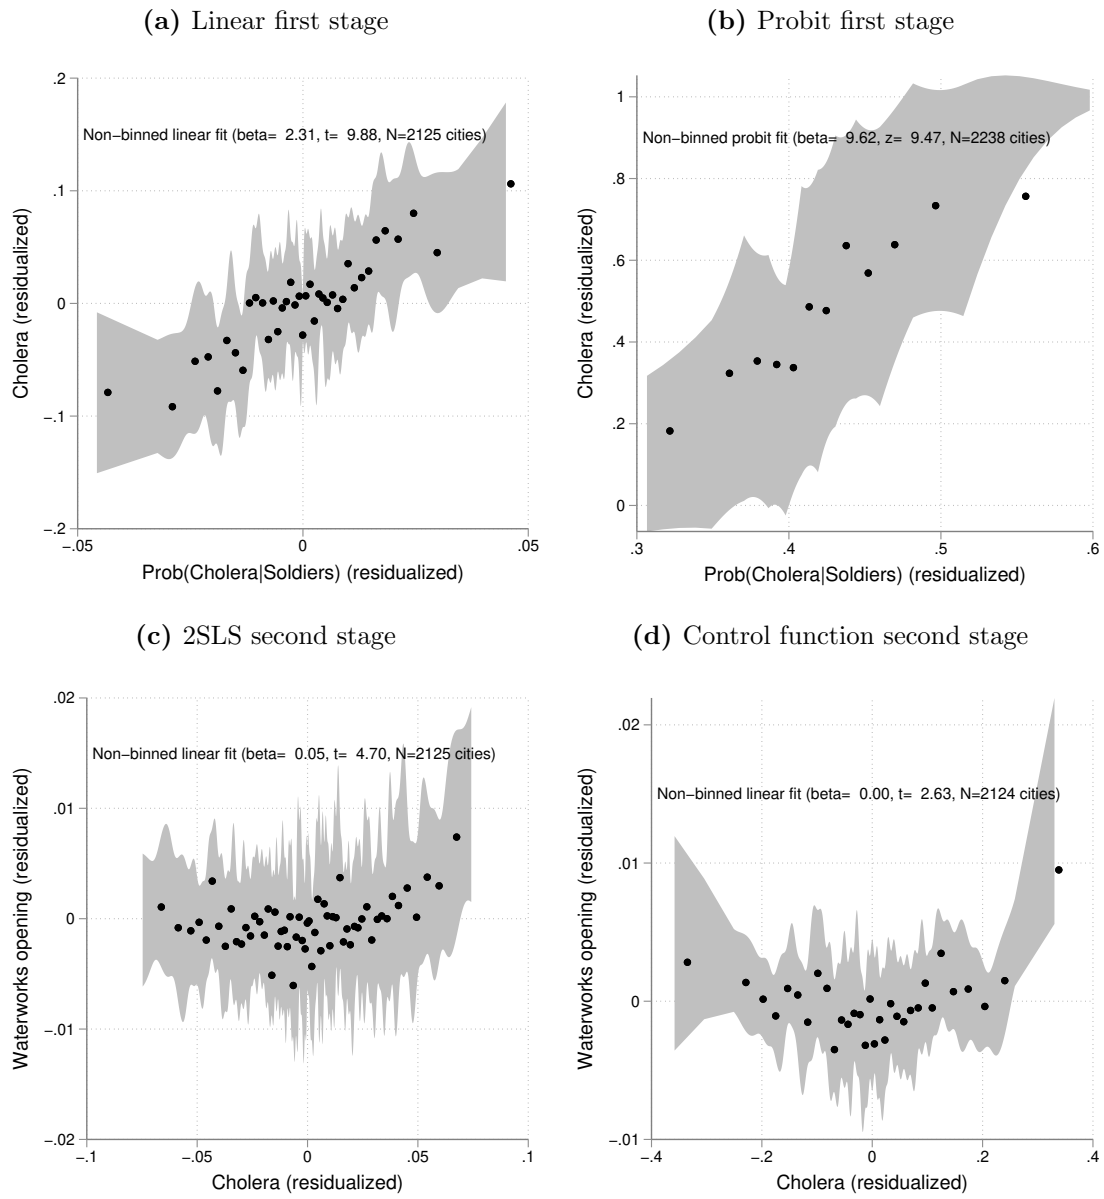 (a) Linear first stage
.2
.1
0
−.1
−.2
Cholera (residualized)
Non−binned linear fit (beta=  2.31, t=  9.88, N=2125 cities)
−.05
0
.05
Prob(Cholera|Soldiers) (residualized)
(b) Probit first stage
1
.8
.6
.4
.2
0
Cholera (residualized)
Non−binned probit fit (beta=  9.62, z=  9.47, N=2238 cities)
.3
.4
.5
.6
Prob(Cholera|Soldiers) (residualized)
(c) 2SLS second stage
.02
.01
0
−.01
−.02
Waterworks opening (residualized)
Non−binned linear fit (beta=  0.05, t=  4.70, N=2125 cities)
−.1
−.05
0
.05
.1
Cholera (residualized)
(d) Control function second stage
.02
.01
0
−.01
Waterworks opening (residualized)
Non−binned linear fit (beta=  0.00, t=  2.63, N=2124 cities)
−.4
−.2
0
.2
.4
Cholera (residualized)